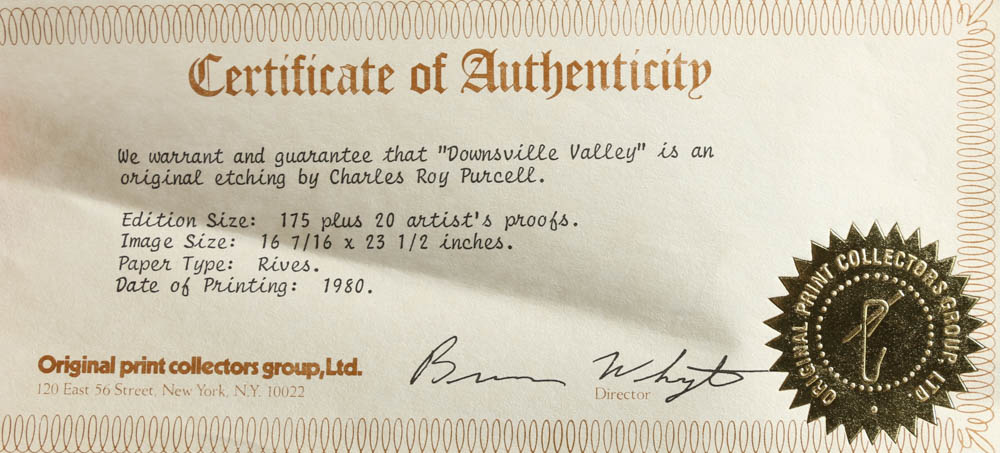 Certificate of Authenticity
We warrant and guarantee that "Downsville Valley" is an
original etching by Charles Roy Purcell.
Edition Size: 175 plus 20 artist's proofs.
Image Size: 16 7/16 x 23 1/2 inches.
Paper Type: Rives.
Date of Printing: 1980.
Original print collectors group, Ltd.
120 East 56 Street, New York, N.Y. 10022
Director
ORIGINAL PRINT COLLECTORS GROUP LTD